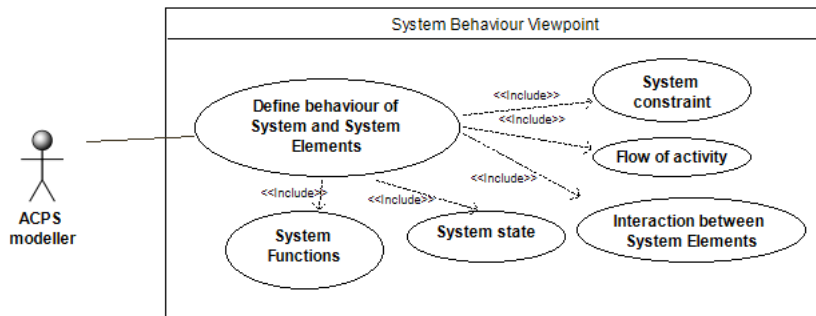 System Behaviour Viewpoint
System
constraint
<<Include>>
Define behaviour of
System and System
Elements
<<Include>>
Flow of activity
<<Include>>
<<Include>>
<<Include>>
ACPS
modeller
System
Functions
System state
Interaction between
System Elements